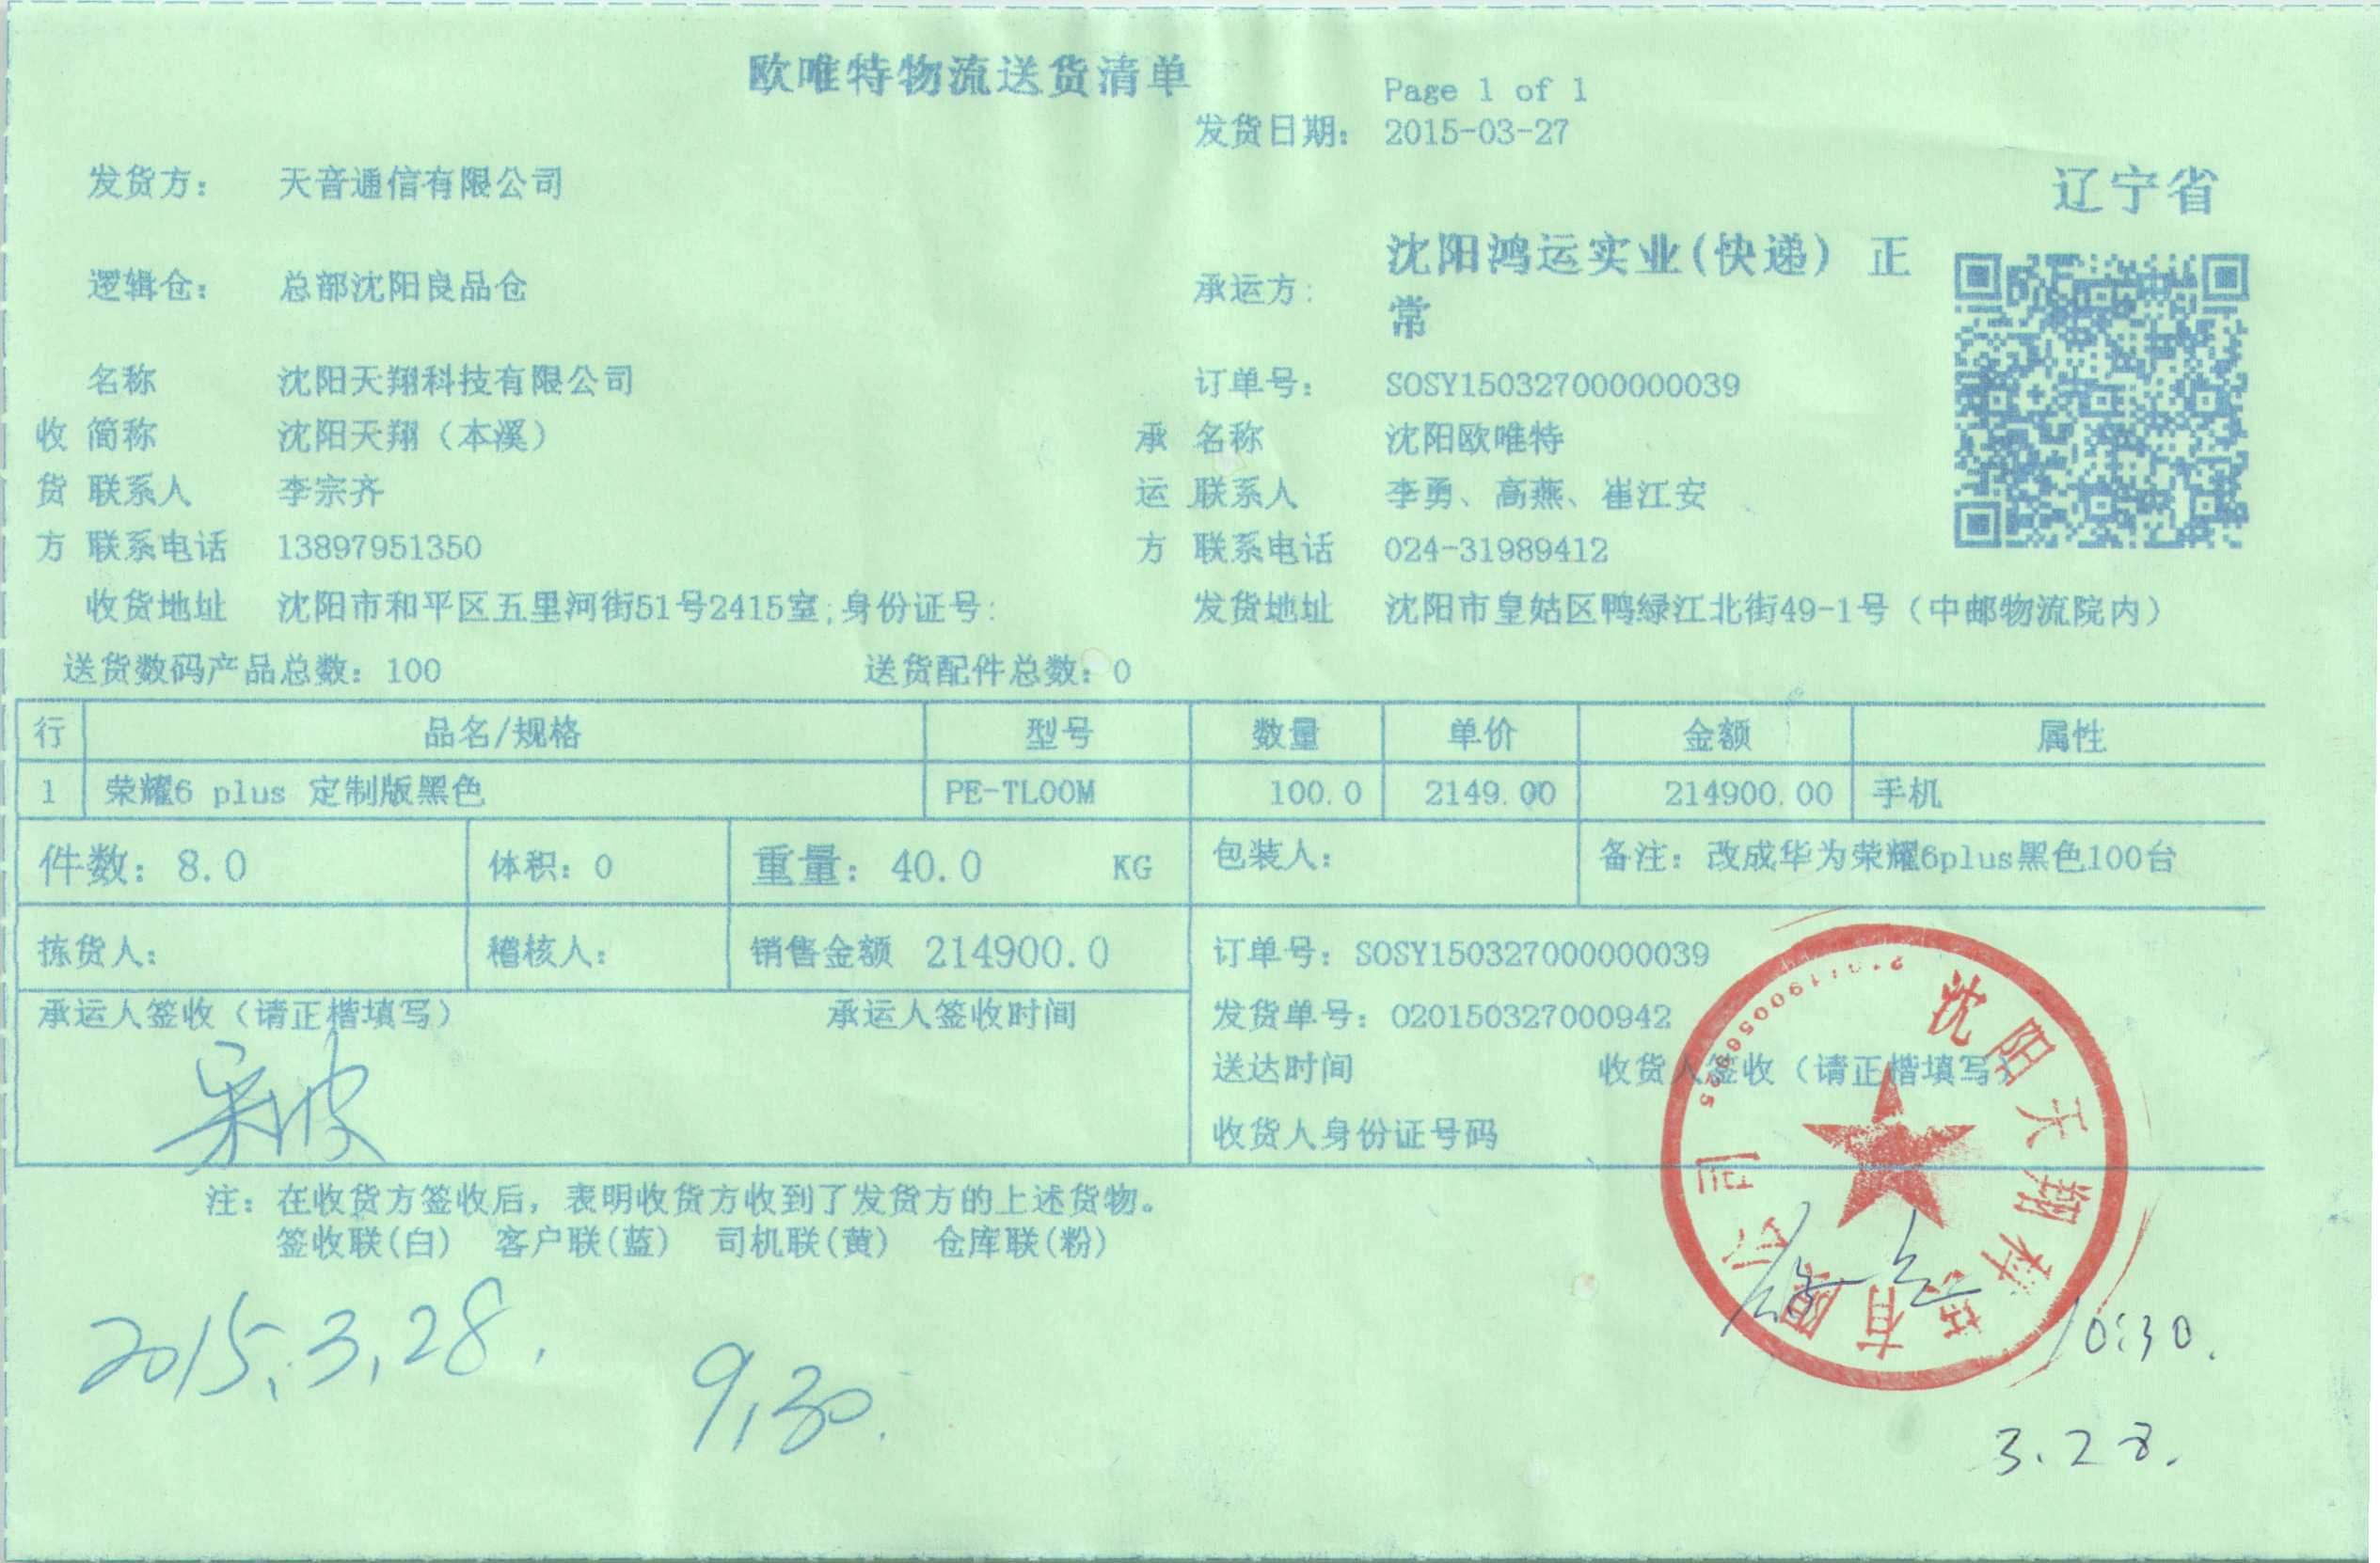 欧唯特物流送货清单
Page 1 of 1
发货日期: 2015-03-27
发货方: 天音通信有限公司
辽宁省
逻辑仓: 总部沈阳良品仓
承运方: 沈阳鸿运实业(快递) 正常
名称 沈阳天翔科技有限公司
订单号: SOSY150327000000039
收 简称 沈阳天翔（本溪）
承 名称 沈阳欧唯特
货 联系人 李宗齐
运 联系人 李勇、高燕、崔江安
方 联系电话 13897951350
方 联系电话 024-31989412
收货地址 沈阳市和平区五里河街51号2415室;身份证号:
发货地址 沈阳市皇姑区鸭绿江北街49-1号（中邮物流院内）
送货数码产品总数: 100 送货配件总数: 0
行 品名/规格 型号 数量 单价 金额 属性
1 荣耀6 plus 定制版黑色 PE-TL00M 100.0 2149.00 214900.00 手机
件数: 8.0 体积: 0 重量: 40.0 KG 包装人: 备注: 改成华为荣耀6plus黑色100台
拣货人: 稽核人: 销售金额 214900.0 订单号: SOSY150327000000039
承运人签收（请正楷填写） 承运人签收时间 发货单号: 020150327000942
送达时间 收货人签收（请正楷填写）
收货人身份证号码
沈阳天翔科技有限公司
注: 在收货方签收后, 表明收货方收到了发货方的上述货物。
签收联(白) 客户联(蓝) 司机联(黄) 仓库联(粉)
2015.3.28.
9.30.
10:30.
3.28.